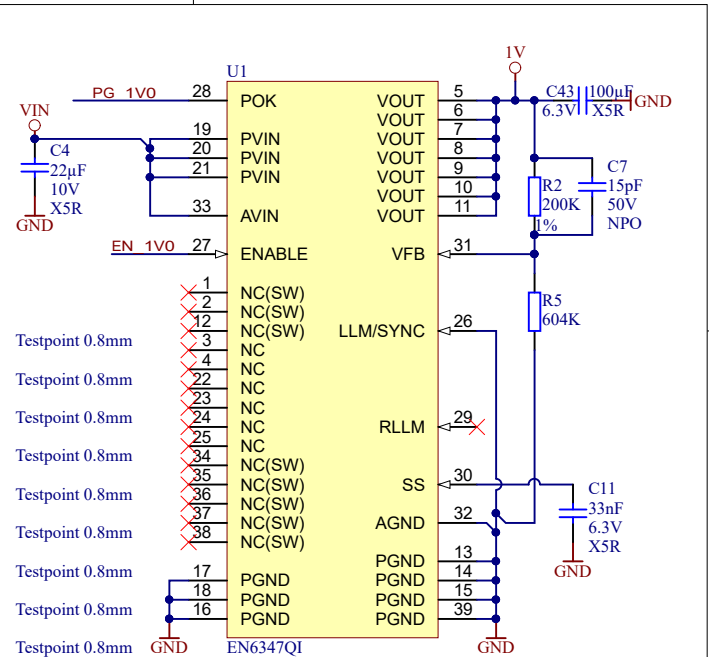 U1
1V
PG_1V0
28
POK
VOUT
5
C43
100µF
6.3V
X5R
GND
VOUT
6
VIN
19
PVIN
VOUT
7
C4
22µF
10V
X5R
GND
20
PVIN
VOUT
8
21
PVIN
VOUT
9
VOUT
10
33
AVIN
VOUT
11
R2
200K
1%
C7
15pF
50V
NPO
EN_1V0
27
ENABLE
VFB
31
1
NC(SW)
2
NC(SW)
12
NC(SW)
LLM/SYNC
26
R5
604K
3
NC
4
NC
22
NC
23
NC
24
NC
RLLM
29
25
NC
34
NC(SW)
35
NC(SW)
SS
30
36
NC(SW)
37
NC(SW)
AGND
32
38
NC(SW)
C11
33nF
6.3V
X5R
GND
PGND
13
17
PGND
PGND
14
18
PGND
PGND
15
16
PGND
PGND
39
GND
EN6347QI
GND
Testpoint 0.8mm
Testpoint 0.8mm
Testpoint 0.8mm
Testpoint 0.8mm
Testpoint 0.8mm
Testpoint 0.8mm
Testpoint 0.8mm
Testpoint 0.8mm
Testpoint 0.8mm